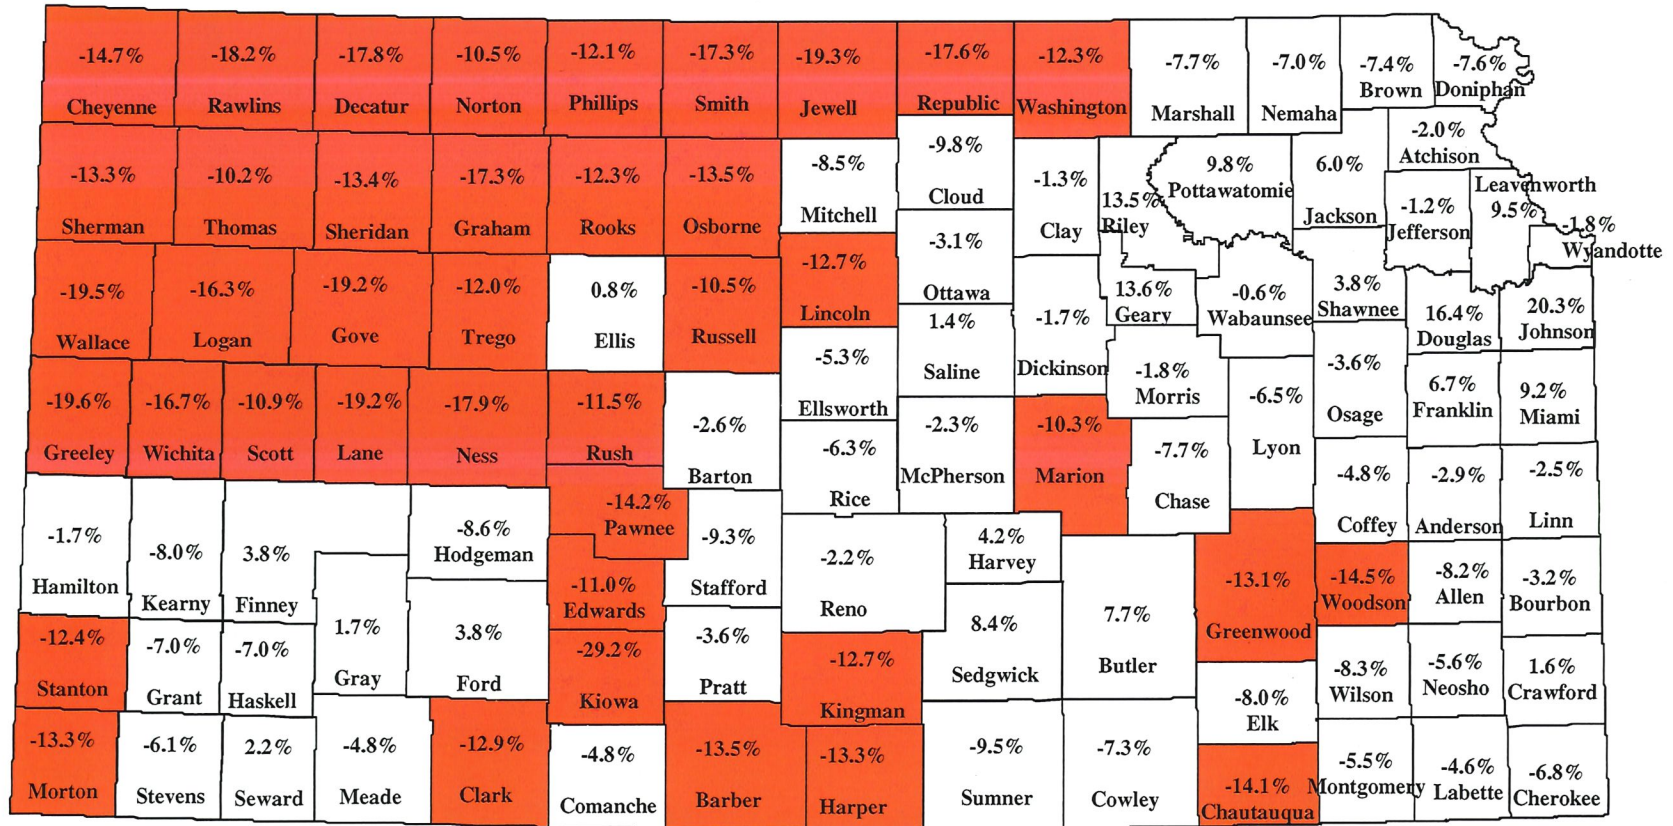 -14.7%
Cheyenne
-18.2%
Rawlins
-17.8%
Decatur
-10.5%
Norton
-12.1%
Phillips
-17.3%
Smith
-19.3%
Jewell
-17.6%
Republic
-12.3%
Washington
-7.7%
Marshall
-7.0%
Nemaha
-7.4%
Brown
-7.6%
Doniphan
-13.3%
Sherman
-10.2%
Thomas
-13.4%
Sheridan
-17.3%
Graham
-12.3%
Rooks
-13.5%
Osborne
-8.5%
Mitchell
-9.8%
Cloud
-1.3%
Clay
13.5%
Riley
9.8%
Pottawatomie
6.0%
Jackson
-2.0%
Atchison
-1.2%
Jefferson
Leavenworth
9.5%
-1.8%
Wyandotte
-19.5%
Wallace
-16.3%
Logan
-19.2%
Gove
-12.0%
Trego
0.8%
Ellis
-10.5%
Russell
-12.7%
Lincoln
-3.1%
Ottawa
1.4%
Saline
-1.7%
Dickinson
13.6%
Geary
-0.6%
Wabaunsee
3.8%
Shawnee
16.4%
Douglas
20.3%
Johnson
-19.6%
Greeley
-16.7%
Wichita
-10.9%
Scott
-19.2%
Lane
-17.9%
Ness
-11.5%
Rush
-2.6%
Barton
-5.3%
Ellsworth
-6.3%
Rice
-2.3%
McPherson
-10.3%
Marion
-1.8%
Morris
-7.7%
Chase
-6.5%
Lyon
-3.6%
Osage
6.7%
Franklin
9.2%
Miami
-4.8%
Coffey
-2.9%
Anderson
-2.5%
Linn
-1.7%
Hamilton
-8.0%
Kearny
3.8%
Finney
-8.6%
Hodgeman
-14.2%
Pawnee
-9.3%
Stafford
-11.0%
Edwards
-2.2%
Reno
4.2%
Harvey
8.4%
Sedgwick
7.7%
Butler
-13.1%
Greenwood
-14.5%
Woodson
-8.2%
Allen
-3.2%
Bourbon
-12.4%
Stanton
-7.0%
Grant
-7.0%
Haskell
1.7%
Gray
3.8%
Ford
-29.2%
Kiowa
-3.6%
Pratt
-12.7%
Kingman
-8.0%
Elk
-8.3%
Wilson
-5.6%
Neosho
1.6%
Crawford
-13.3%
Morton
-6.1%
Stevens
2.2%
Seward
-4.8%
Meade
-12.9%
Clark
-4.8%
Comanche
-13.5%
Barber
-13.3%
Harper
-9.5%
Sumner
-7.3%
Cowley
-14.1%
Chautauqua
-5.5%
Montgomery
-4.6%
Labette
-6.8%
Cherokee